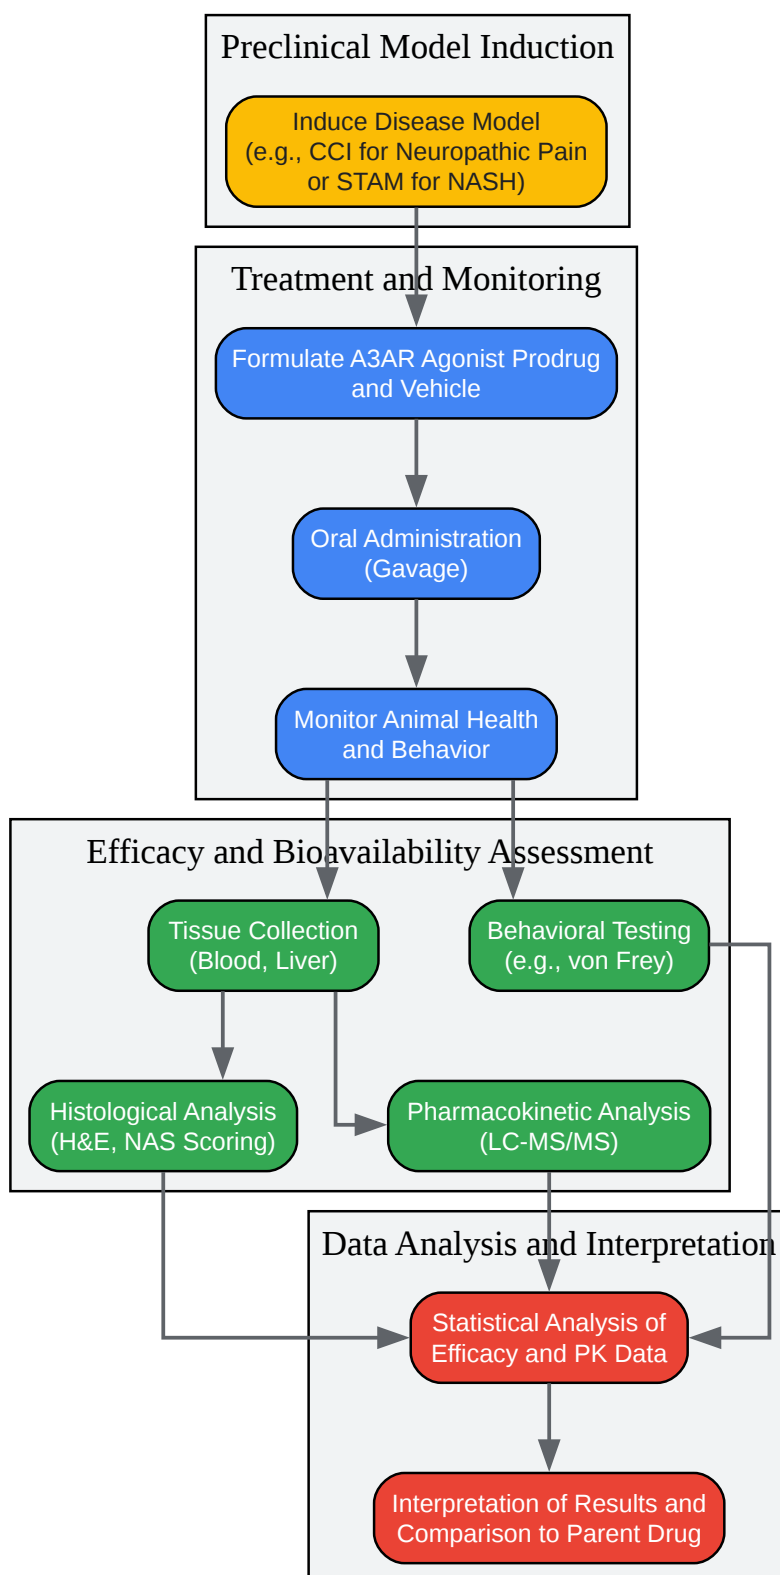 Preclinical Model Induction
Induce Disease Model
(e.g., CCI for Neuropathic Pain
or STAM for NASH)
Treatment and Monitoring
Formulate A3AR Agonist Prodrug
and Vehicle
Oral Administration
(Gavage)
Monitor Animal Health
and Behavior
Efficacy and Bioavailability Assessment
Tissue Collection
(Blood, Liver)
Behavioral Testing
(e.g., von Frey)
Histological Analysis
(H&E, NAS Scoring)
Pharmacokinetic Analysis
(LC-MS/MS)
Data Analysis and Interpretation
Statistical Analysis of
Efficacy and PK Data
Interpretation of Results and
Comparison to Parent Drug